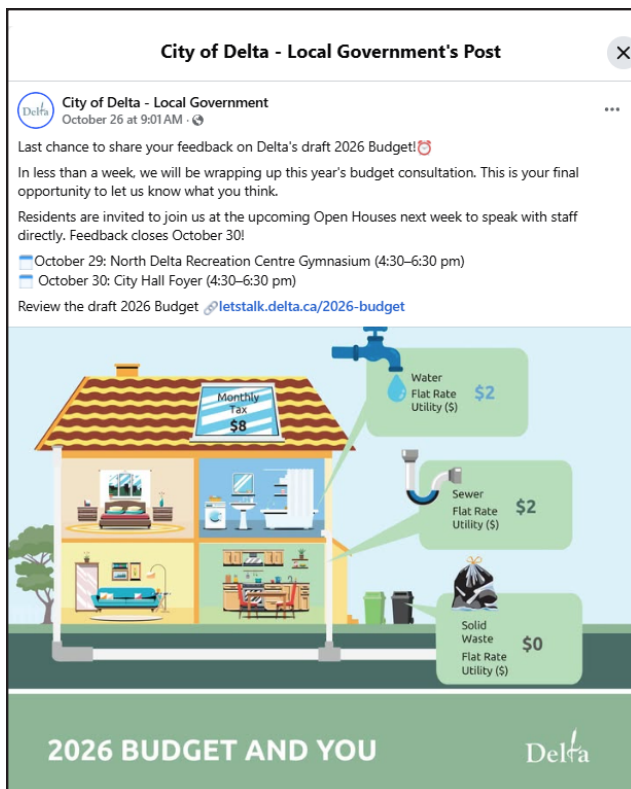 City of Delta - Local Government's Post
Delta
City of Delta - Local Government
October 26 at 9:01 AM ·
Last chance to share your feedback on Delta's draft 2026 Budget!⏰
In less than a week, we will be wrapping up this year's budget consultation. This is your final
opportunity to let us know what you think.
Residents are invited to join us at the upcoming Open Houses next week to speak with staff
directly. Feedback closes October 30!
🗓️October 29: North Delta Recreation Centre Gymnasium (4:30–6:30 pm)
🗓️ October 30: City Hall Foyer (4:30–6:30 pm)
Review the draft 2026 Budget 🔗letstalk.delta.ca/2026-budget
Monthly
Tax
$8
Water
Flat Rate
Utility ($)
$2
Sewer
Flat Rate
Utility ($)
$2
Solid
Waste
Flat Rate
Utility ($)
$0
2026 BUDGET AND YOU
Delta